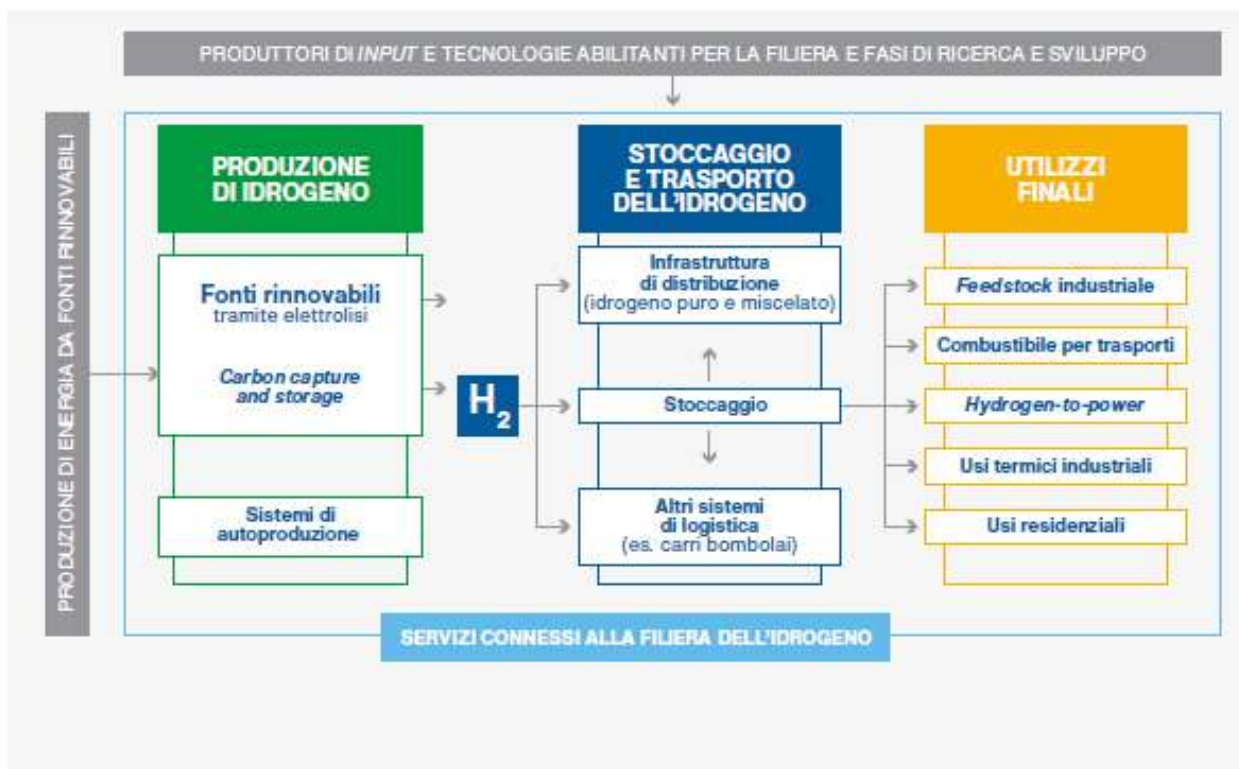 PRODUTTORI DI INPUT E TECNOLOGIE ABILITANTI PER LA FILIERA E FASI DI RICERCA E SVILUPPO
PRODUZIONE DI ENERGIA DA FONTI RINNOVABILI
PRODUZIONE
DI IDROGENO
Fonti rinnovabili
tramite elettrolisi
Carbon capture
and storage
Sistemi di
autoproduzione
H2
STOCCAGGIO
E TRASPORTO
DELL'IDROGENO
Infrastruttura
di distribuzione
(idrogeno puro e miscelato)
Stoccaggio
Altri sistemi
di logistica
(es. carri bombolai)
UTILIZZI
FINALI
Feedstock industriale
Combustibile per trasporti
Hydrogen-to-power
Usi termici industriali
Usi residenziali
SERVIZI CONNESSI ALLA FILIERA DELL'IDROGENO